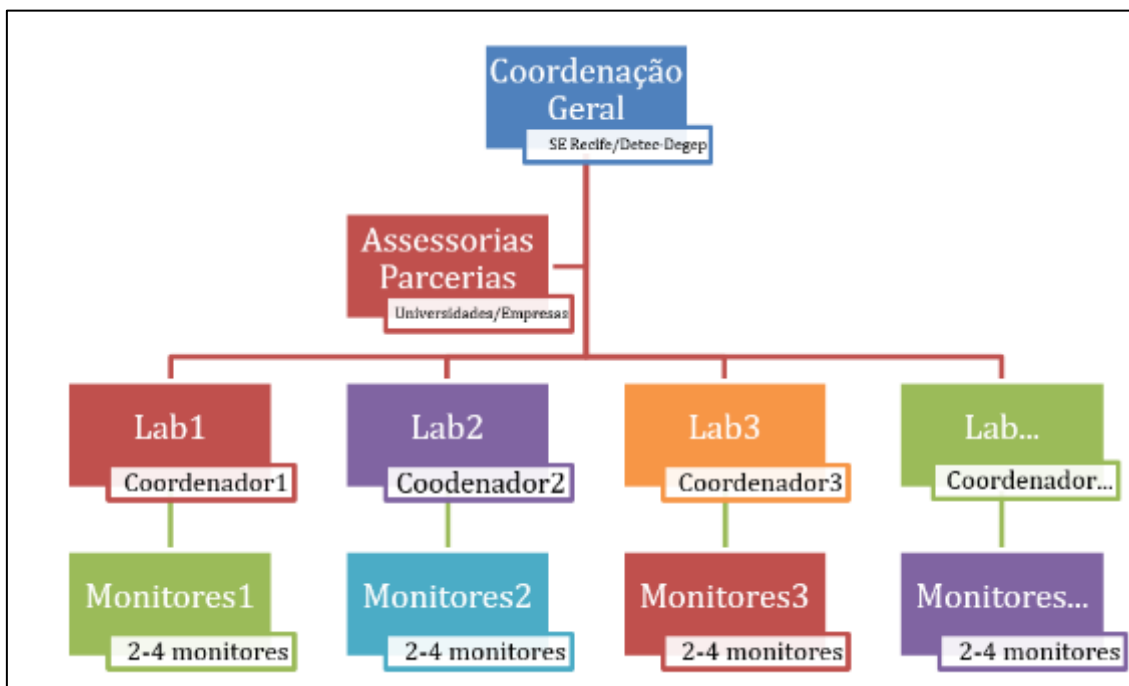 Coordenação
Geral
SE Recife/Detec-Degep
Assessorias
Parcerias
Universidades/Empresas
Lab1
Coordenador1
Lab2
Coodenador2
Lab3
Coordenador3
Lab...
Coordenador...
Monitores1
2-4 monitores
Monitores2
2-4 monitores
Monitores3
2-4 monitores
Monitores...
2-4 monitores